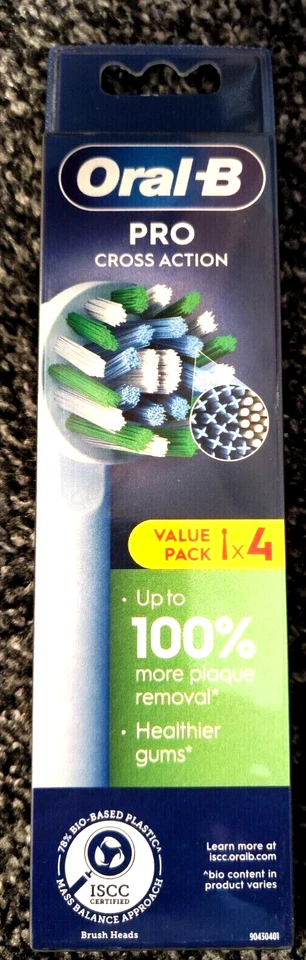 Oral-B
PRO
CROSS ACTION
VALUE
PACK x4
• Up to
100%
more plaque
removal*
• Healthier
gums*
78% BIO-BASED PLASTIC^
ISCC
CERTIFIED
MASS BALANCE APPROACH
Brush Heads
Learn more at
iscc.oralb.com
^bio content in
product varies
90430401